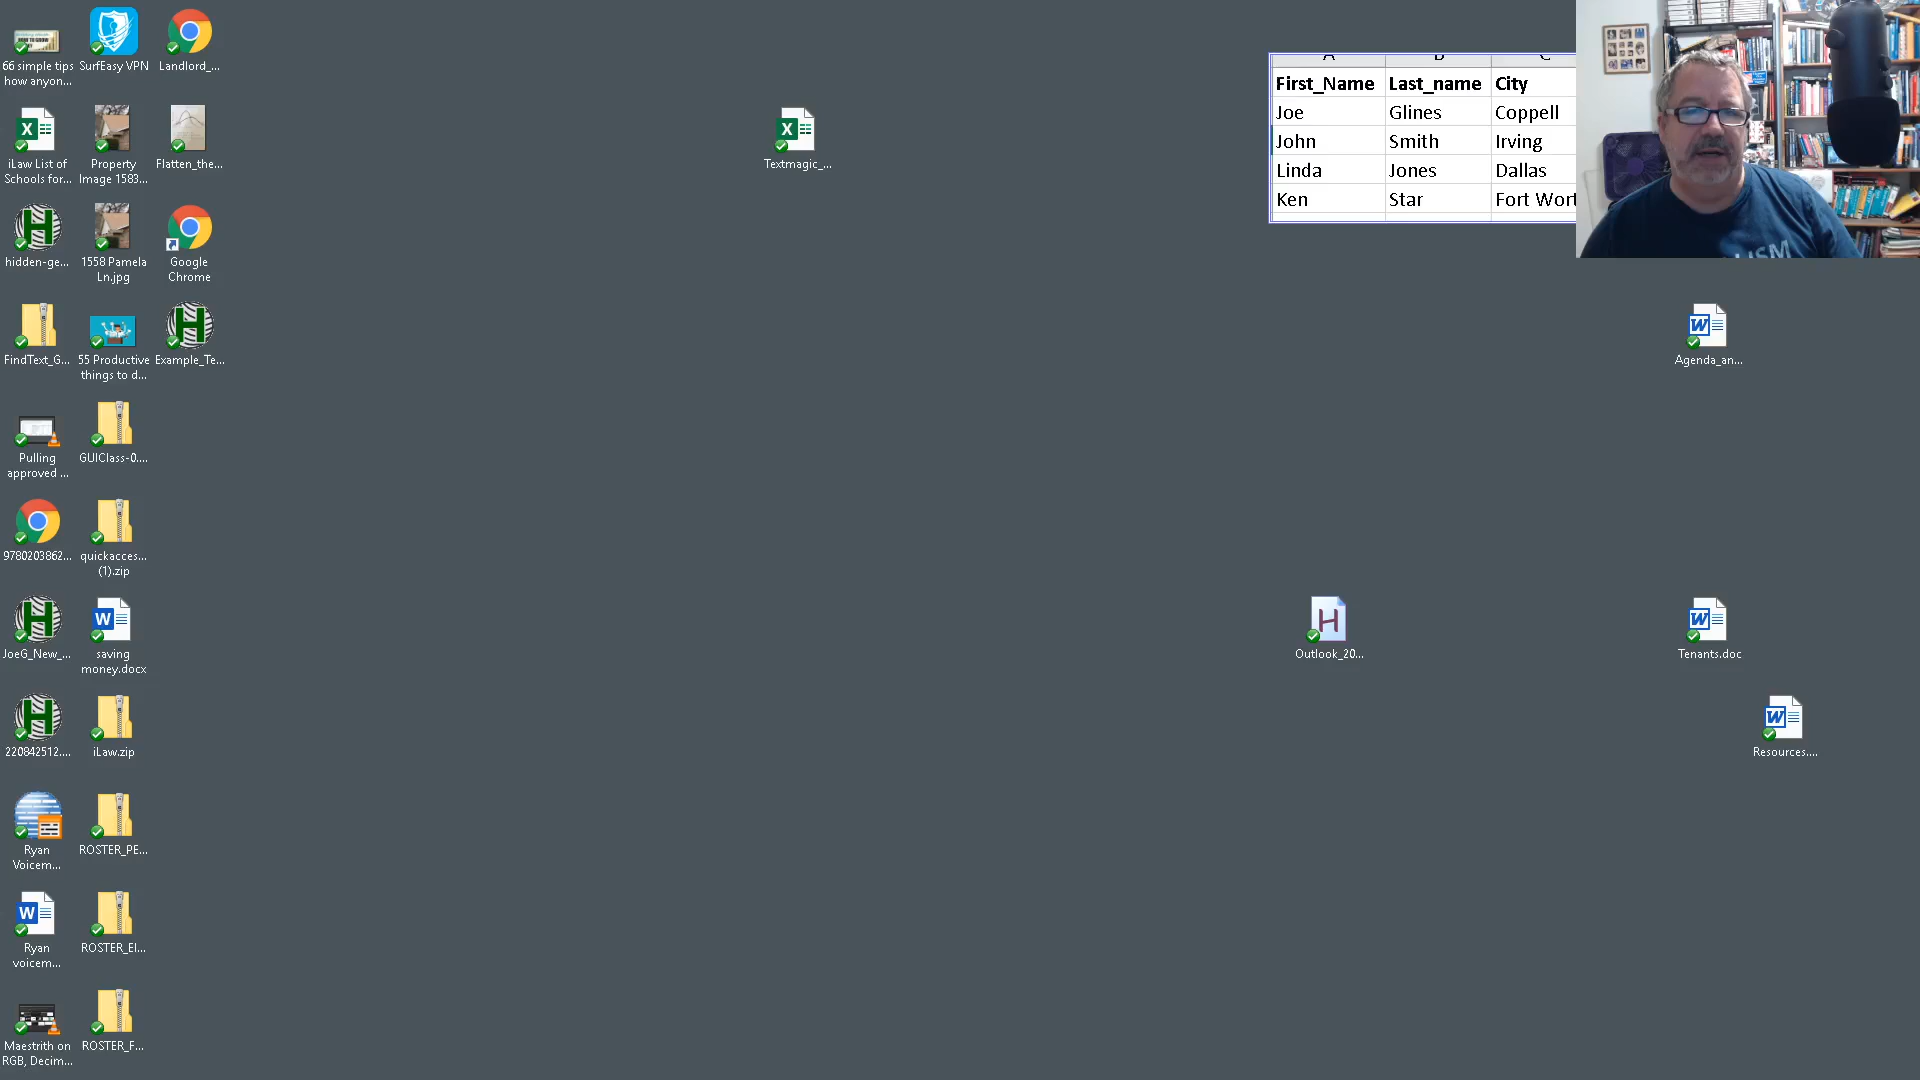 66 simple tips
how anyon...
SurfEasy VPN
Landlord_...
iLaw List of
Schools for...
Property
Image 1583...
Flatten_the...
Textmagic_...
A B C
First_Name Last_name City
Joe Glines Coppell
John Smith Irving
Linda Jones Dallas
Ken Star Fort Wort
hidden-ge...
1558 Pamela
Ln.jpg
Google
Chrome
FindText_G...
55 Productive
things to d...
Example_Te...
Agenda_an...
Pulling
approved ...
GUIClass-0....
9780203862...
quickacces...
(1).zip
JoeG_New_...
saving
money.docx
Outlook_20...
Tenants.doc
220842512....
iLaw.zip
Resources....
Ryan
Voicem...
ROSTER_PE...
Ryan
voicem...
ROSTER_EI...
Maestrith on
RGB, Decim...
ROSTER_F...